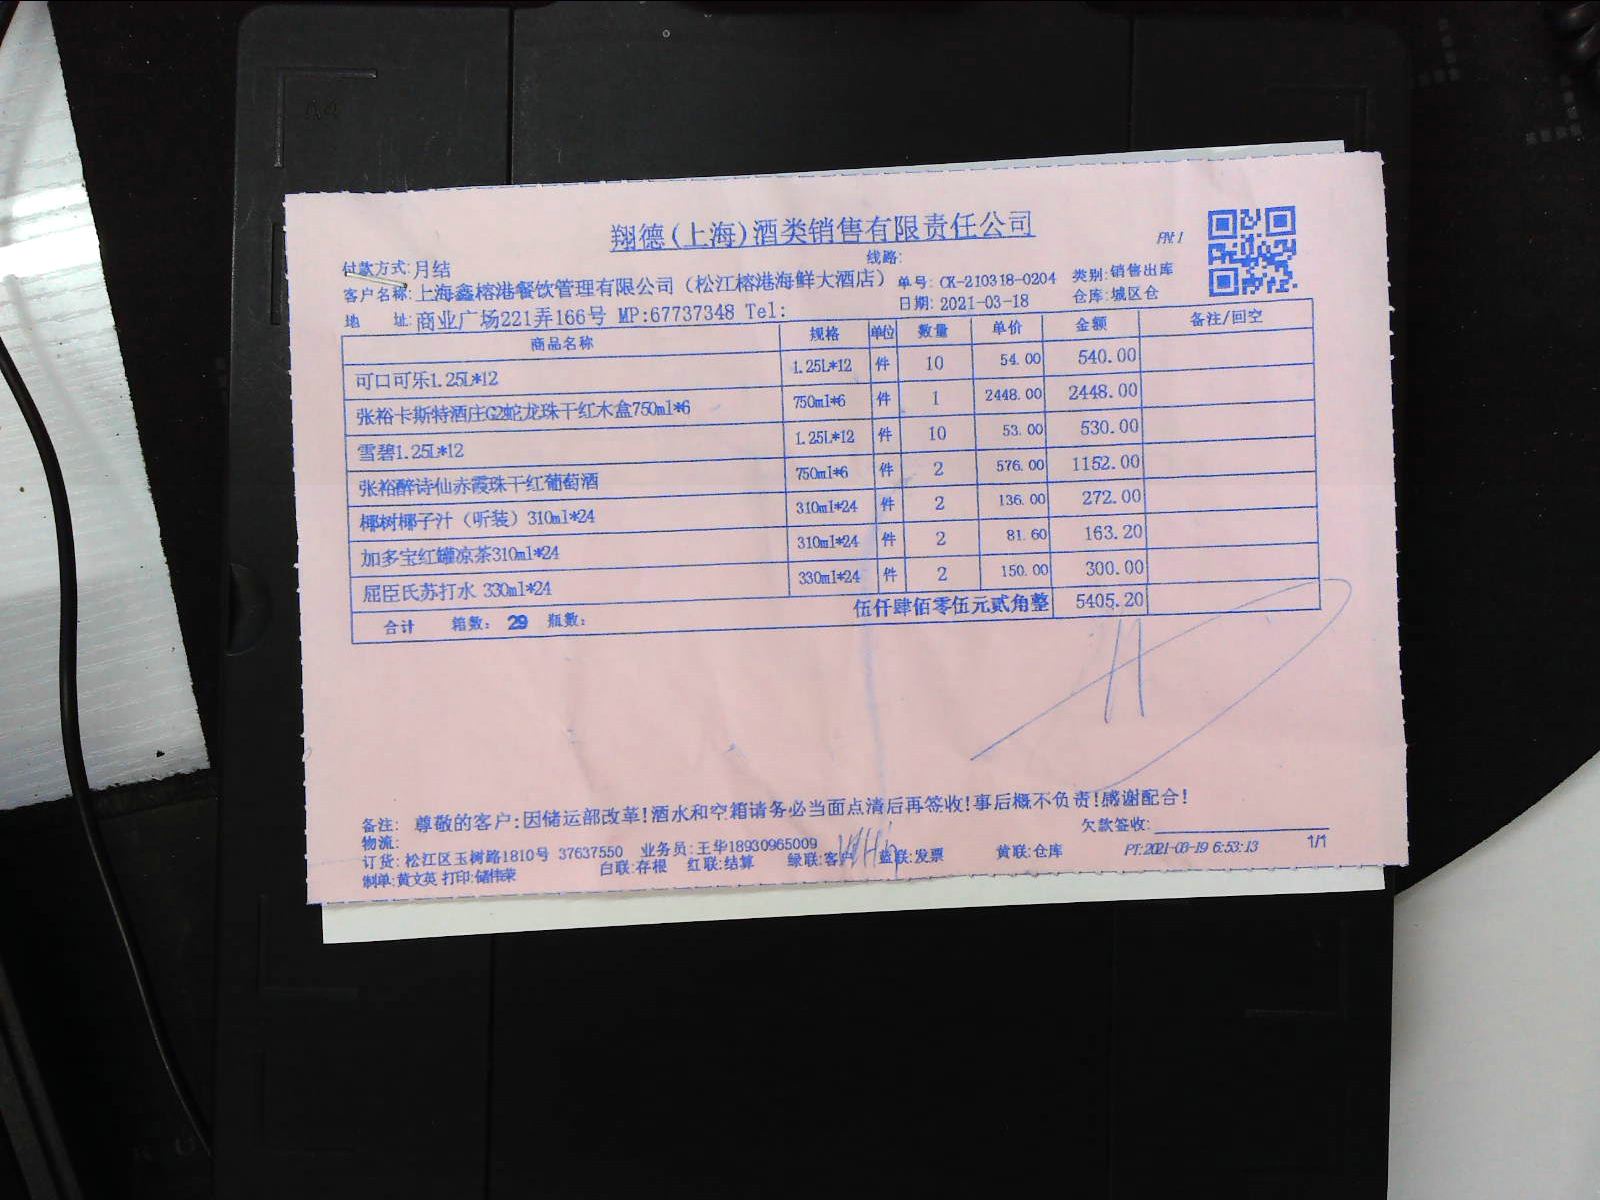 翔德(上海)酒类销售有限责任公司
PN:1
付款方式:月结 线路:
客户名称:上海鑫榕港餐饮管理有限公司（松江榕港海鲜大酒店） 单号: CK-210318-0204 类别:销售出库
地 址:商业广场221弄166号 MP:67737348 Tel: 日期: 2021-03-18 仓库:城区仓
商品名称 规格 单位 数量 单价 金额 备注/回空
可口可乐1.25L*12 1.25L*12 件 10 54.00 540.00
张裕卡斯特酒庄G2蛇龙珠干红木盒750ml*6 750ml*6 件 1 2448.00 2448.00
雪碧1.25L*12 1.25L*12 件 10 53.00 530.00
张裕醉诗仙赤霞珠干红葡萄酒 750ml*6 件 2 576.00 1152.00
椰树椰子汁（听装）310ml*24 310ml*24 件 2 136.00 272.00
加多宝红罐凉茶310ml*24 310ml*24 件 2 81.60 163.20
屈臣氏苏打水 330ml*24 330ml*24 件 2 150.00 300.00
合计 箱数: 29 瓶数: 伍仟肆佰零伍元贰角整 5405.20
备注: 尊敬的客户:因储运部改革!酒水和空箱请务必当面点清后再签收!事后概不负责!感谢配合!
物流: 欠款签收:
订货:松江区玉树路1810号 37637550 业务员:王华18930965009
制单:黄文英 打印:储伟荣 白联:存根 红联:结算 绿联:客户 蓝联:发票 黄联:仓库 PT:2021-03-19 6:53:13 1/1